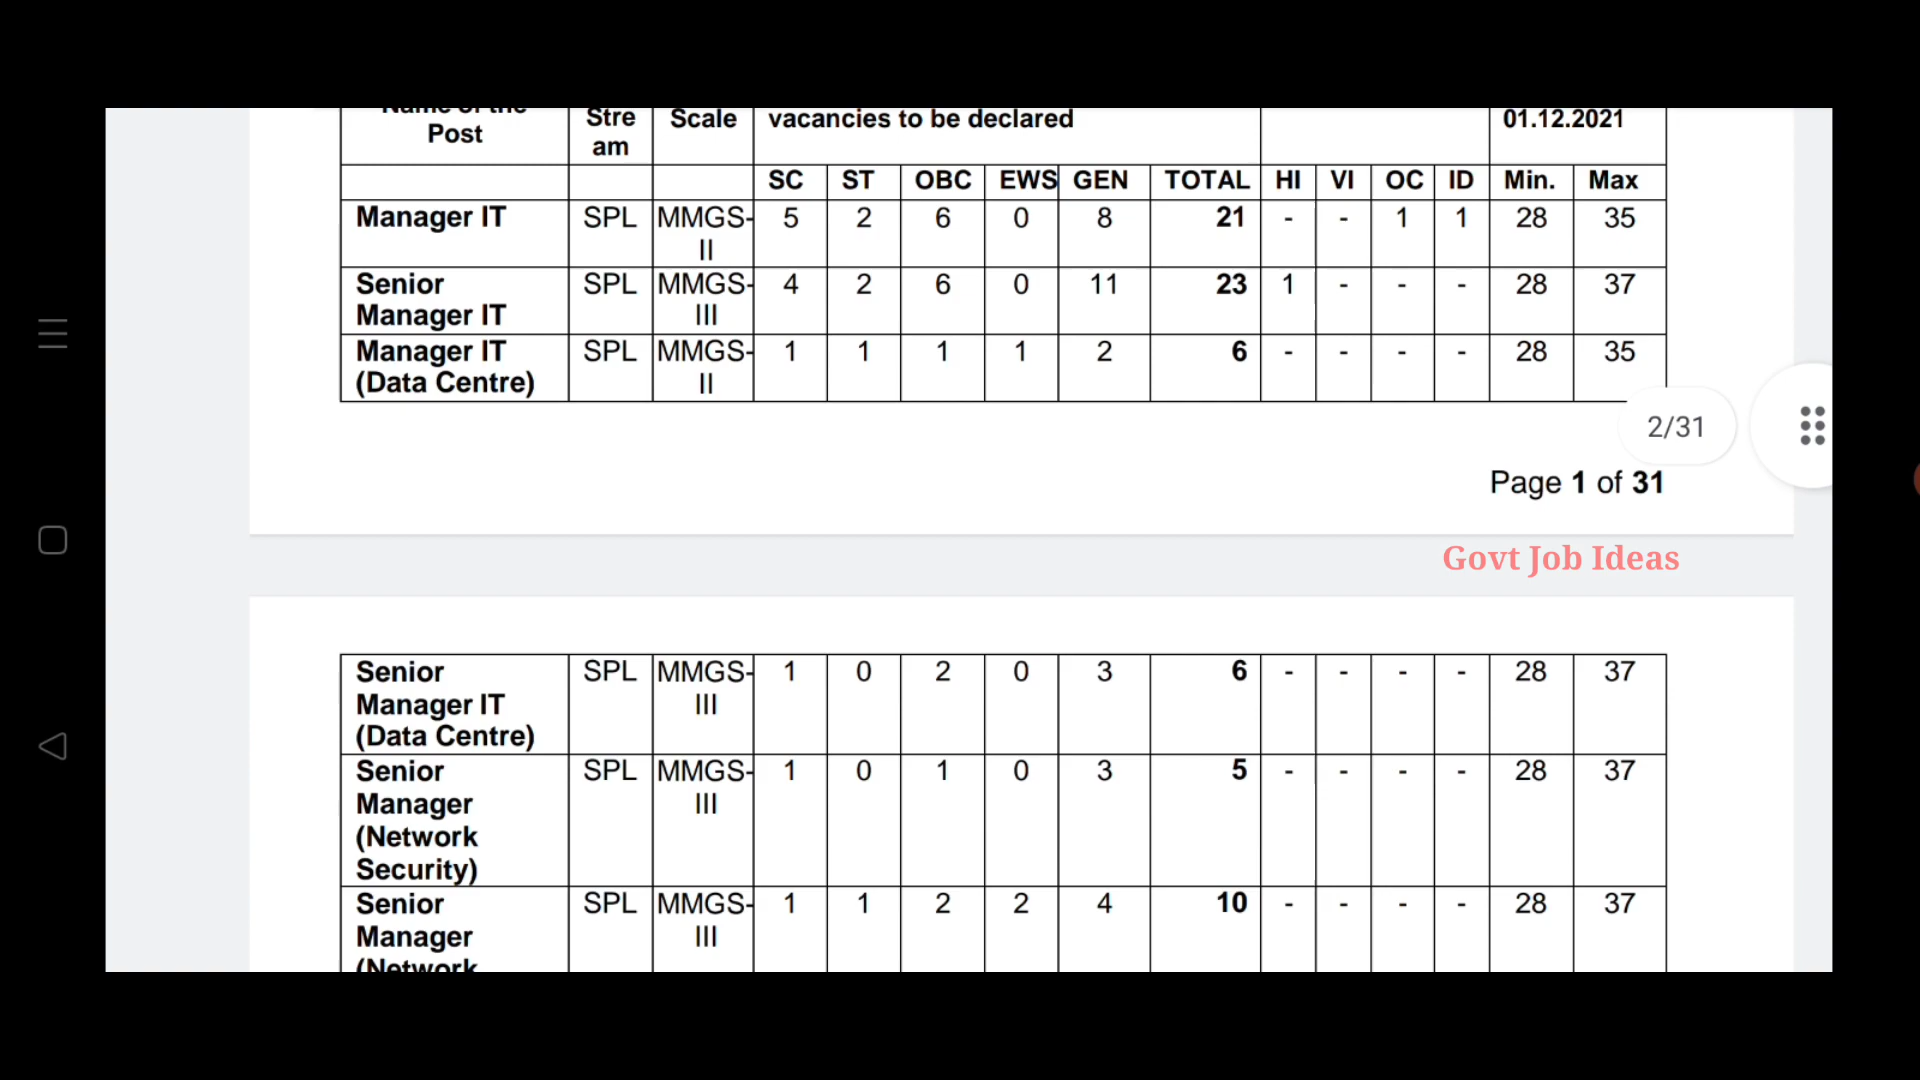 Name of the
Post Stre Scale vacancies to be declared 01.12.2021
am
SC ST OBC EWS GEN TOTAL HI VI OC ID Min. Max
Manager IT SPL MMGS- 5 2 6 0 8 21 - - 1 1 28 35
II
Senior SPL MMGS- 4 2 6 0 11 23 1 - - - 28 37
Manager IT III
Manager IT SPL MMGS- 1 1 1 1 2 6 - - - - 28 35
(Data Centre) II
2/31
Page 1 of 31
Govt Job Ideas
Senior SPL MMGS- 1 0 2 0 3 6 - - - - 28 37
Manager IT III
(Data Centre)
Senior SPL MMGS- 1 0 1 0 3 5 - - - - 28 37
Manager III
(Network
Security)
Senior SPL MMGS- 1 1 2 2 4 10 - - - - 28 37
Manager III
(Network